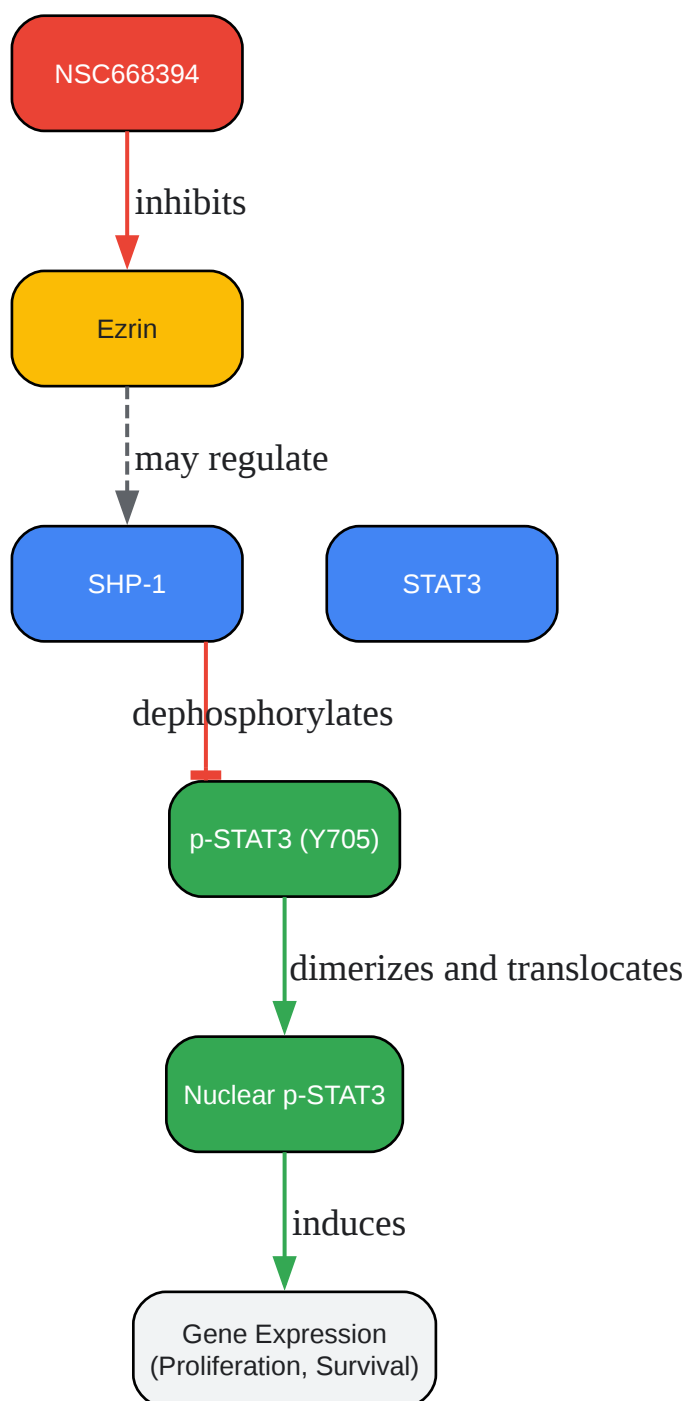 NSC668394
inhibits
Ezrin
may regulate
SHP-1
STAT3
dephosphorylates
p-STAT3 (Y705)
dimerizes and translocates
Nuclear p-STAT3
induces
Gene Expression
(Proliferation, Survival)